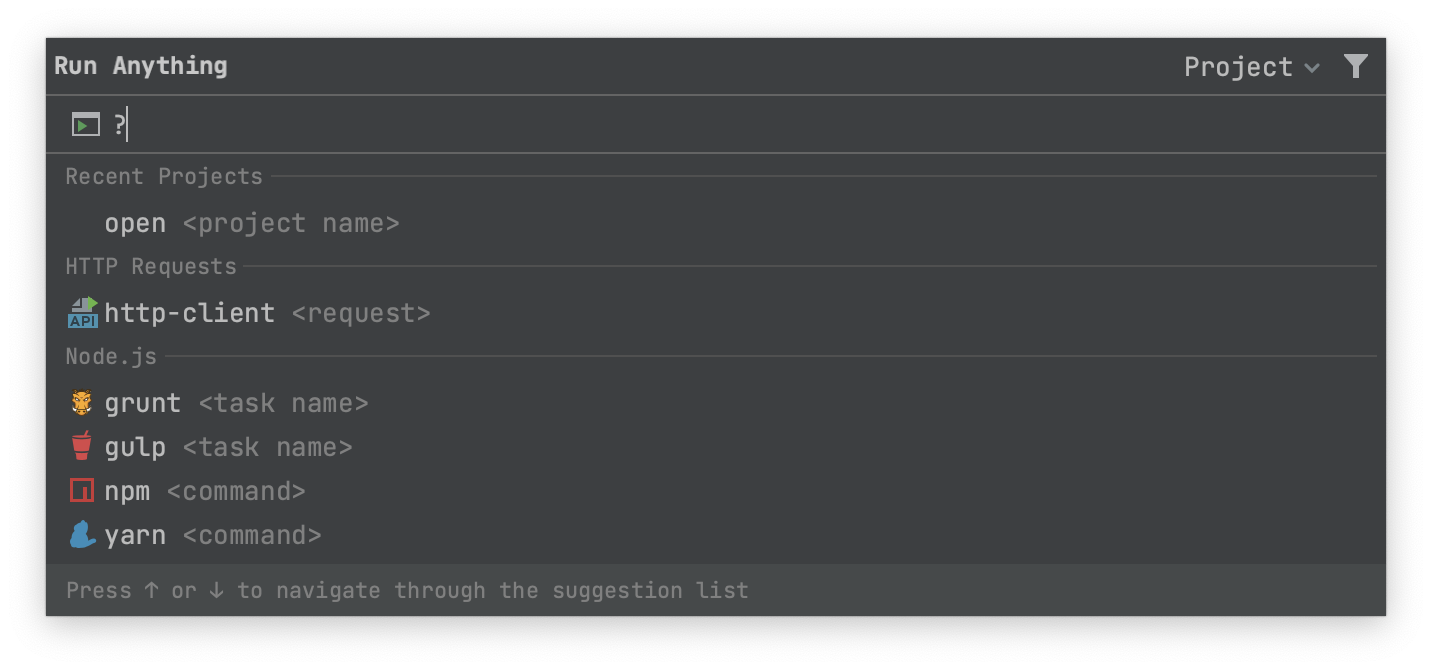 Run Anything Project
?
Recent Projects
open <project name>
HTTP Requests
API http-client <request>
Node.js
grunt <task name>
gulp <task name>
npm <command>
yarn <command>
Press ↑ or ↓ to navigate through the suggestion list